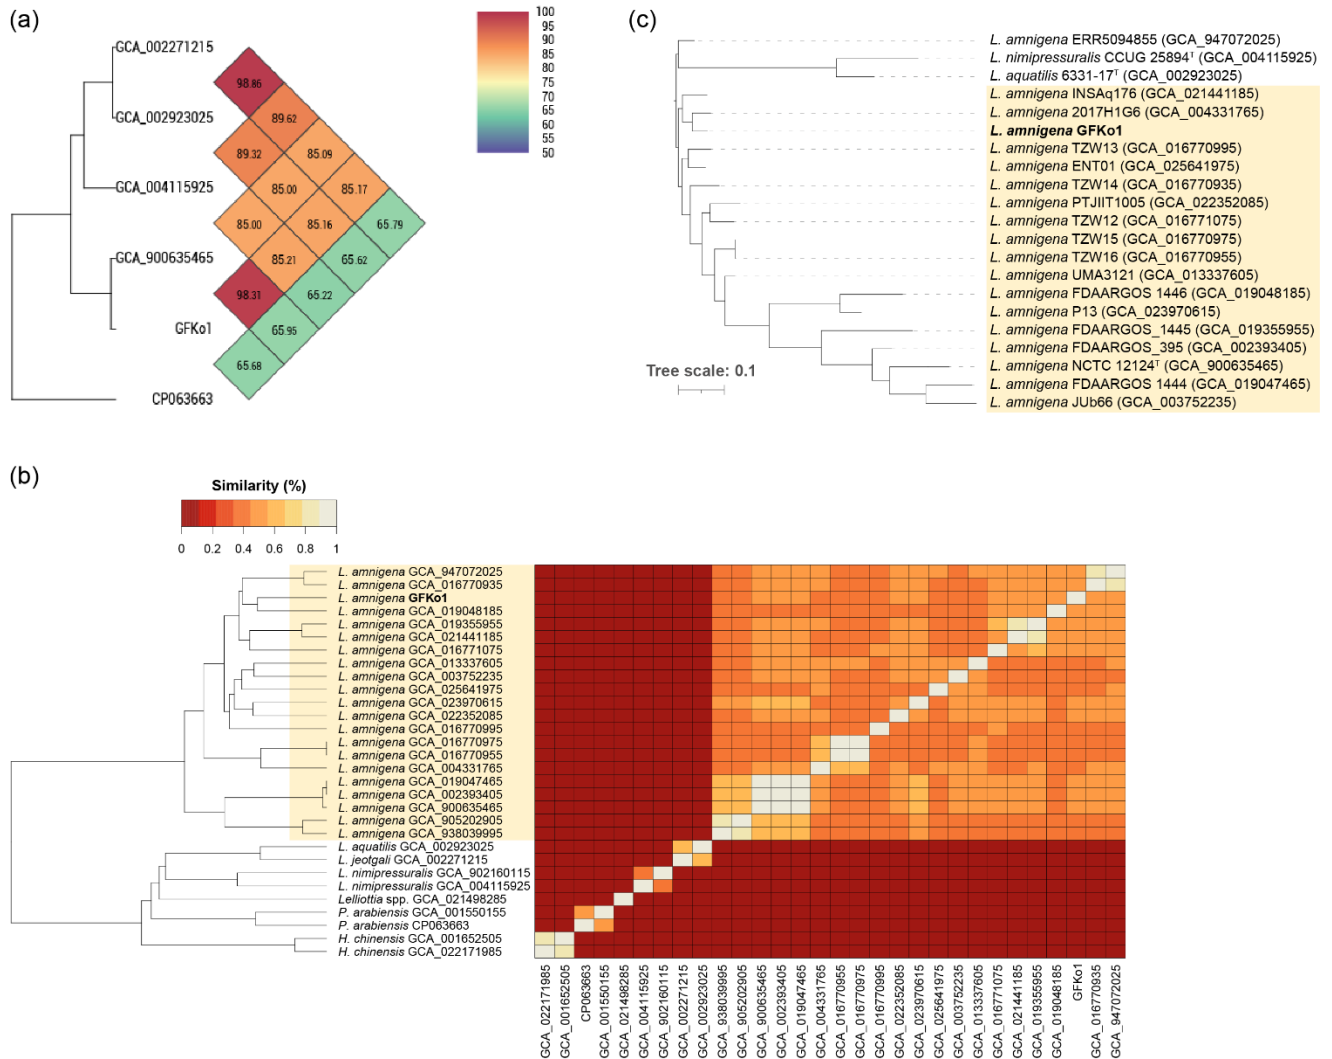 (a)
GCA_002271215
GCA_002923025
GCA_004115925
GCA_900635465
GFKo1
CP063663
98.86
89.62
89.32
85.09
85.00
85.17
85.00
85.16
65.79
85.21
65.62
98.31
65.22
65.95
65.68
100
95
90
85
80
75
70
65
60
55
50
(c)
L. amnigena ERR5094855 (GCA_947072025)
L. nimipressuralis CCUG 25894ᵀ (GCA_004115925)
L. aquatilis 6331-17ᵀ (GCA_002923025)
L. amnigena INSAq176 (GCA_021441185)
L. amnigena 2017H1G6 (GCA_004331765)
L. amnigena GFKo1
L. amnigena TZW13 (GCA_016770995)
L. amnigena ENT01 (GCA_025641975)
L. amnigena TZW14 (GCA_016770935)
L. amnigena PTJIIT1005 (GCA_022352085)
L. amnigena TZW12 (GCA_016771075)
L. amnigena TZW15 (GCA_016770975)
L. amnigena TZW16 (GCA_016770955)
L. amnigena UMA3121 (GCA_013337605)
L. amnigena FDAARGOS 1446 (GCA_019048185)
L. amnigena P13 (GCA_023970615)
L. amnigena FDAARGOS_1445 (GCA_019355955)
L. amnigena FDAARGOS_395 (GCA_002393405)
L. amnigena NCTC 12124ᵀ (GCA_900635465)
L. amnigena FDAARGOS 1444 (GCA_019047465)
L. amnigena JUb66 (GCA_003752235)
Tree scale: 0.1
(b)
Similarity (%)
0 0.2 0.4 0.6 0.8 1
L. amnigena GCA_947072025
L. amnigena GCA_016770935
L. amnigena GFKo1
L. amnigena GCA_019048185
L. amnigena GCA_019355955
L. amnigena GCA_021441185
L. amnigena GCA_016771075
L. amnigena GCA_013337605
L. amnigena GCA_003752235
L. amnigena GCA_025641975
L. amnigena GCA_023970615
L. amnigena GCA_022352085
L. amnigena GCA_016770995
L. amnigena GCA_016770975
L. amnigena GCA_016770955
L. amnigena GCA_004331765
L. amnigena GCA_019047465
L. amnigena GCA_002393405
L. amnigena GCA_900635465
L. amnigena GCA_905202905
L. amnigena GCA_938039995
L. aquatilis GCA_002923025
L. jeotgali GCA_002271215
L. nimipressuralis GCA_902160115
L. nimipressuralis GCA_004115925
Lelliottia spp. GCA_021498285
P. arabiensis GCA_001550155
P. arabiensis CP063663
H. chinensis GCA_001652505
H. chinensis GCA_022171985
GCA_022171985
GCA_001652505
CP063663
GCA_001550155
GCA_021498285
GCA_004115925
GCA_902160115
GCA_002271215
GCA_002923025
GCA_938039995
GCA_905202905
GCA_900635465
GCA_002393405
GCA_019047465
GCA_004331765
GCA_016770955
GCA_016770975
GCA_016770995
GCA_022352085
GCA_023970615
GCA_025641975
GCA_003752235
GCA_013337605
GCA_016771075
GCA_021441185
GCA_019355955
GCA_019048185
GFKo1
GCA_016770935
GCA_947072025